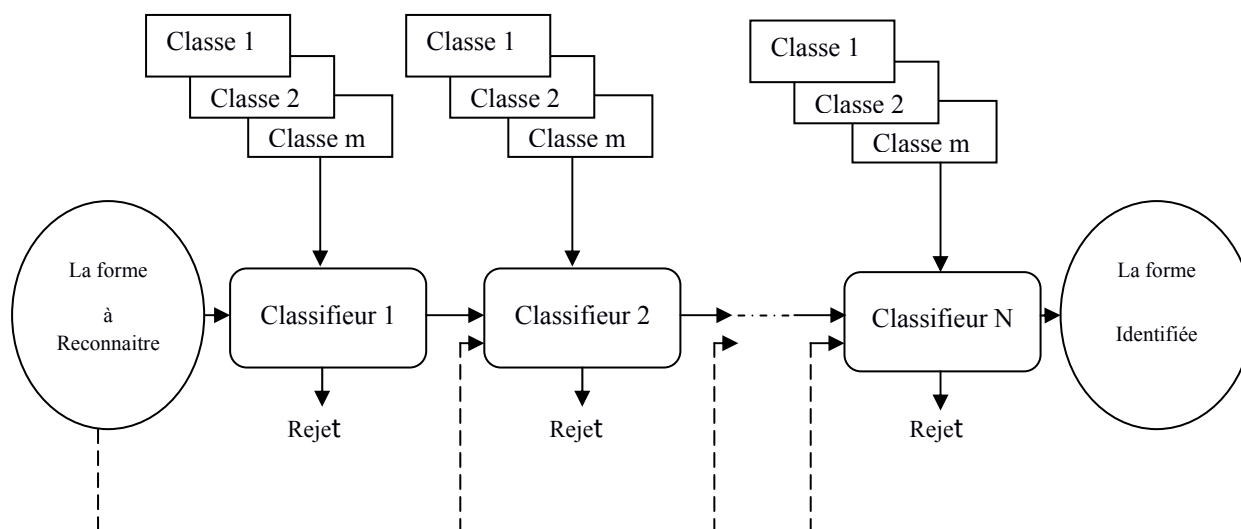 Classe 1
Classe 2
Classe m
Classe 1
Classe 2
Classe m
Classe 1
Classe 2
Classe m
La forme
à
Reconnaitre
Classifieur 1
Classifieur 2
Classifieur N
La forme
Identifiée
Rejet
Rejet
Rejet